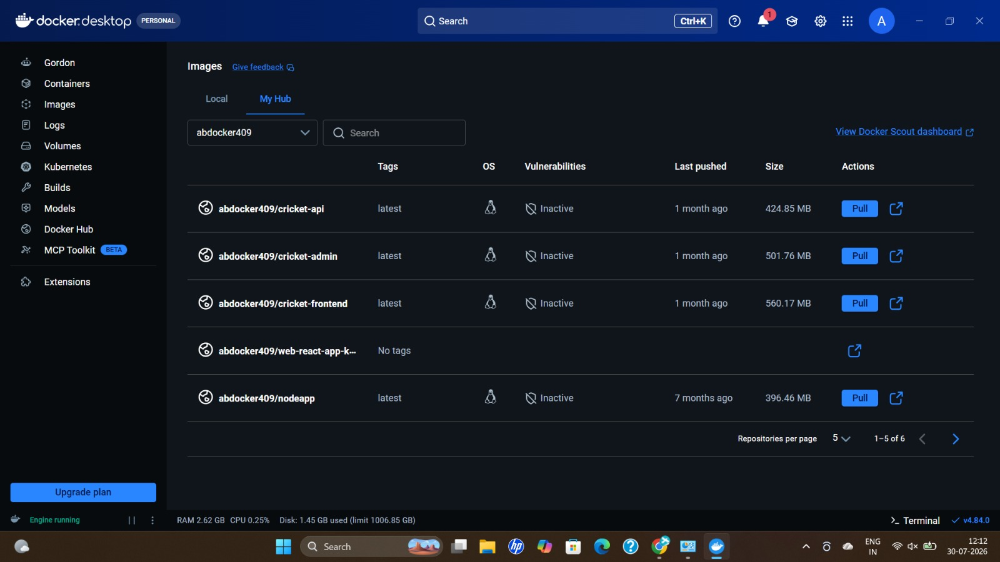 docker.desktop PERSONAL
Search Ctrl+K
1
A
Gordon
Containers
Images
Logs
Volumes
Kubernetes
Builds
Models
Docker Hub
MCP Toolkit BETA
Extensions
Upgrade plan
Images Give feedback
Local My Hub
abdocker409 Search
View Docker Scout dashboard
Tags OS Vulnerabilities Last pushed Size Actions
abdocker409/cricket-api latest Inactive 1 month ago 424.85 MB Pull
abdocker409/cricket-admin latest Inactive 1 month ago 501.76 MB Pull
abdocker409/cricket-frontend latest Inactive 1 month ago 560.17 MB Pull
abdocker409/web-react-app-k... No tags
abdocker409/nodeapp latest Inactive 7 months ago 396.46 MB Pull
Repositories per page 5 1–5 of 6
Engine running RAM 2.62 GB CPU 0.25% Disk: 1.45 GB used (limit 1006.85 GB) Terminal v4.84.0
Search
hp
ENG
IN
12:12
30-07-2026